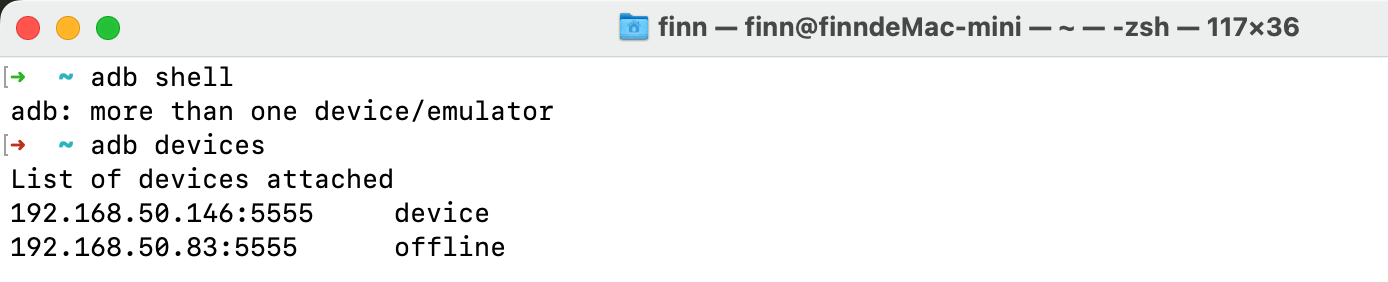 finn — finn@finndeMac-mini — ~ — -zsh — 117×36
[➜  ~ adb shell
adb: more than one device/emulator
[➜  ~ adb devices
List of devices attached
192.168.50.146:5555     device
192.168.50.83:5555      offline